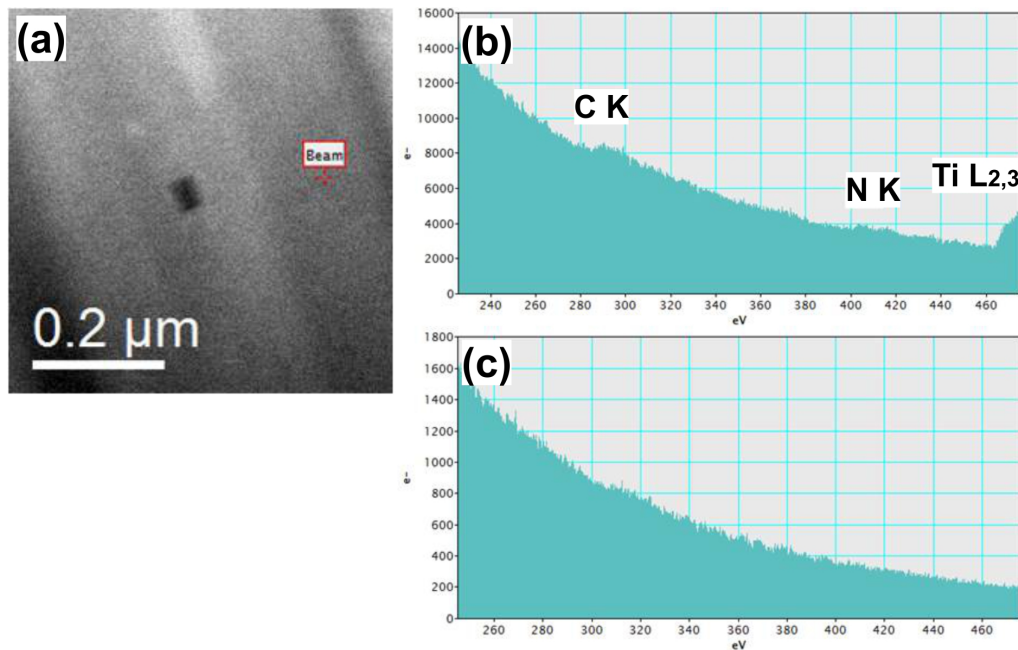 (a)
Beam
0.2 μm
(b)
16000
14000
12000
10000
8000
6000
4000
2000
0
e-
C K
N K
Ti L2,3
240 260 280 300 320 340 360 380 400 420 440 460
eV
(c)
1800
1600
1400
1200
1000
800
600
400
200
0
e-
260 280 300 320 340 360 380 400 420 440 460
eV